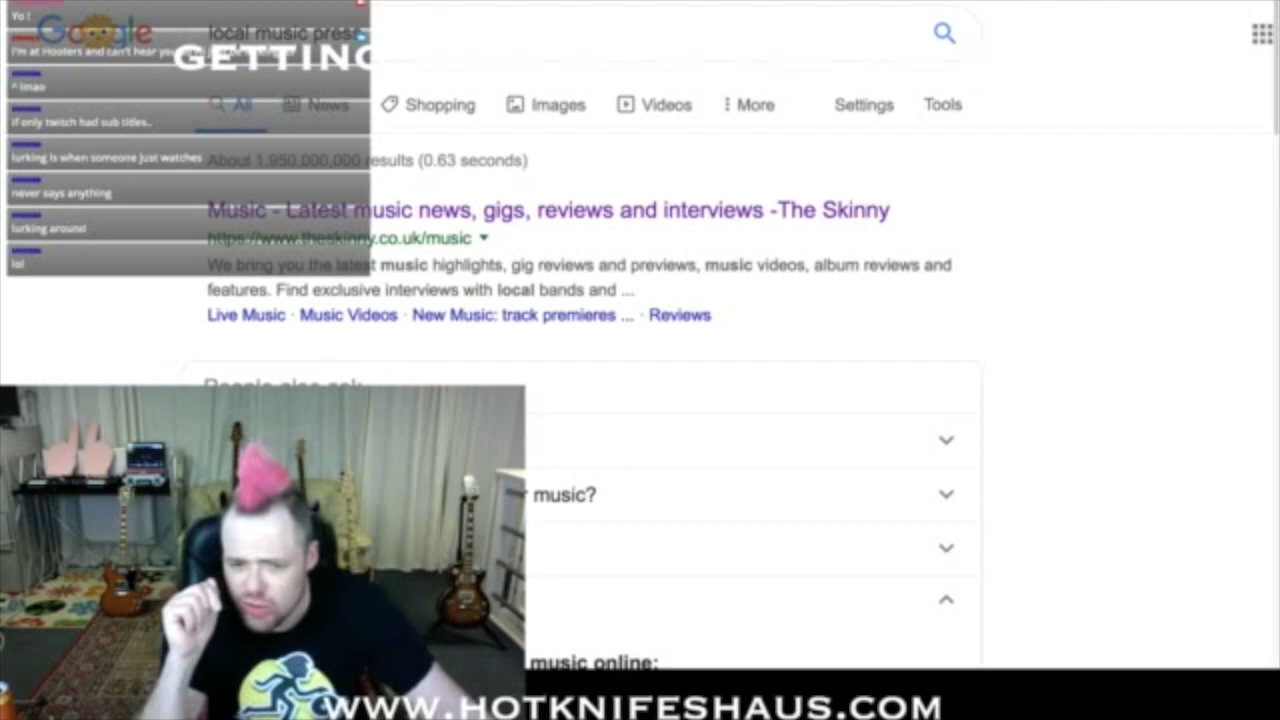 Yo !
Google
local music press
I'm at Hooters and can't hear you
GETTING
^ lmao
All
News
Shopping
Images
Videos
More
Settings
Tools
if only twitch had sub titles..
lurking is when someone just watches
About 1,950,000,000 results (0.63 seconds)
never says anything
Music - Latest music news, gigs, reviews and interviews -The Skinny
lurking around
https://www.theskinny.co.uk/music
lol
We bring you the latest music highlights, gig reviews and previews, music videos, album reviews and
features. Find exclusive interviews with local bands and ...
Live Music · Music Videos · New Music: track premieres ... · Reviews
People also ask
music?
music online:
WWW.HOTKNIFESHAUS.COM